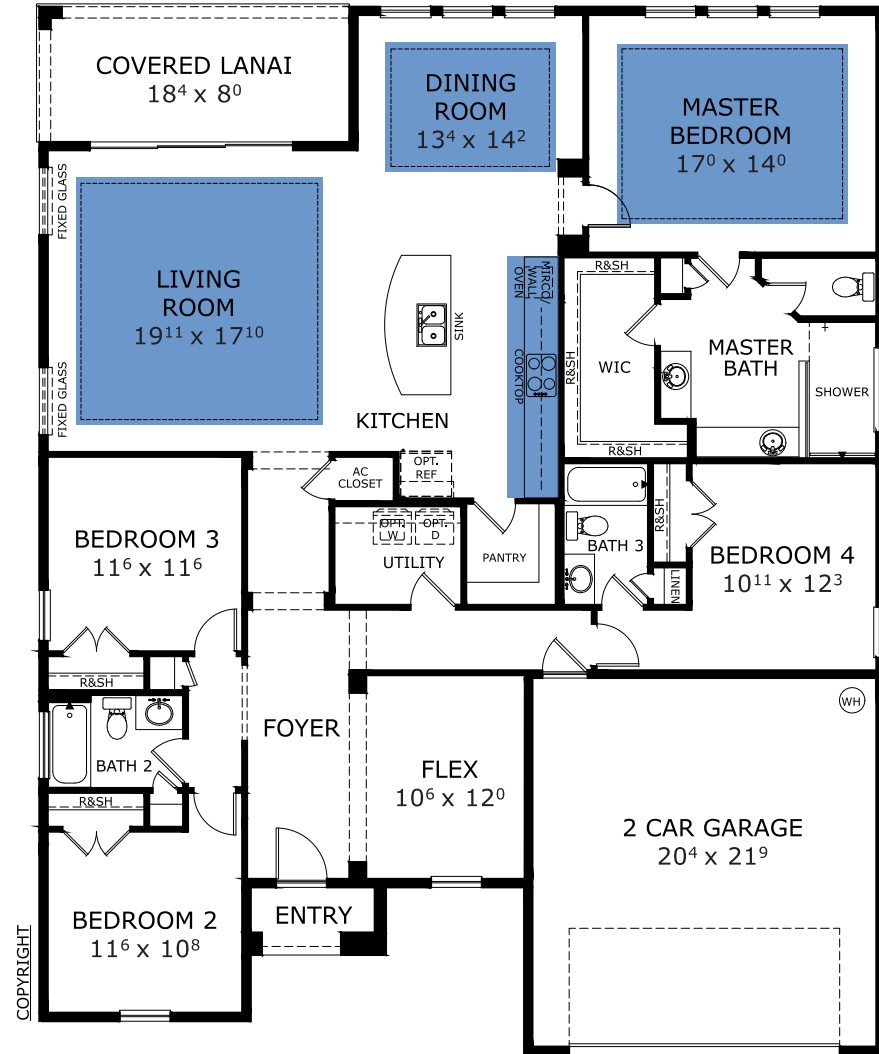 COVERED LANAI
18⁴ x 8⁰
DINING
ROOM
13⁴ x 14²
MASTER
BEDROOM
17⁰ x 14⁰
FIXED GLASS
LIVING
ROOM
19¹¹ x 17¹⁰
FIXED GLASS
SINK
KITCHEN
MIRCO/
WALL
OVEN
COOKTOP
R&SH
R&SH
WIC
R&SH
MASTER
BATH
SHOWER
AC
CLOSET
OPT.
REF
BEDROOM 3
11⁶ x 11⁶
OPT.
W
OPT.
D
UTILITY
PANTRY
BATH 3
R&SH
LINEN
BEDROOM 4
10¹¹ x 12³
R&SH
BATH 2
R&SH
FOYER
FLEX
10⁶ x 12⁰
WH
2 CAR GARAGE
20⁴ x 21⁹
BEDROOM 2
11⁶ x 10⁸
ENTRY
COPYRIGHT